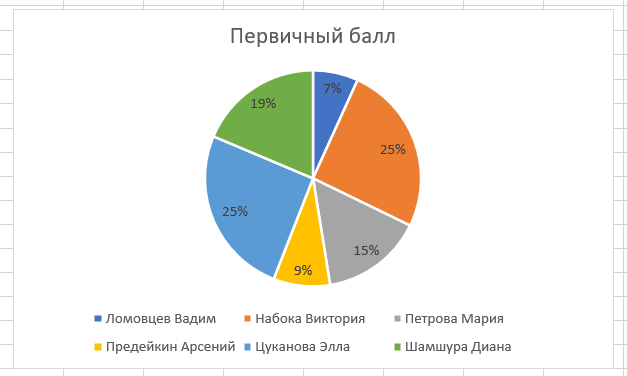 Первичный балл
7%
19%
25%
25%
15%
9%
Ломовцев Вадим Набока Виктория Петрова Мария
Предейкин Арсений Цуканова Элла Шамшура Диана